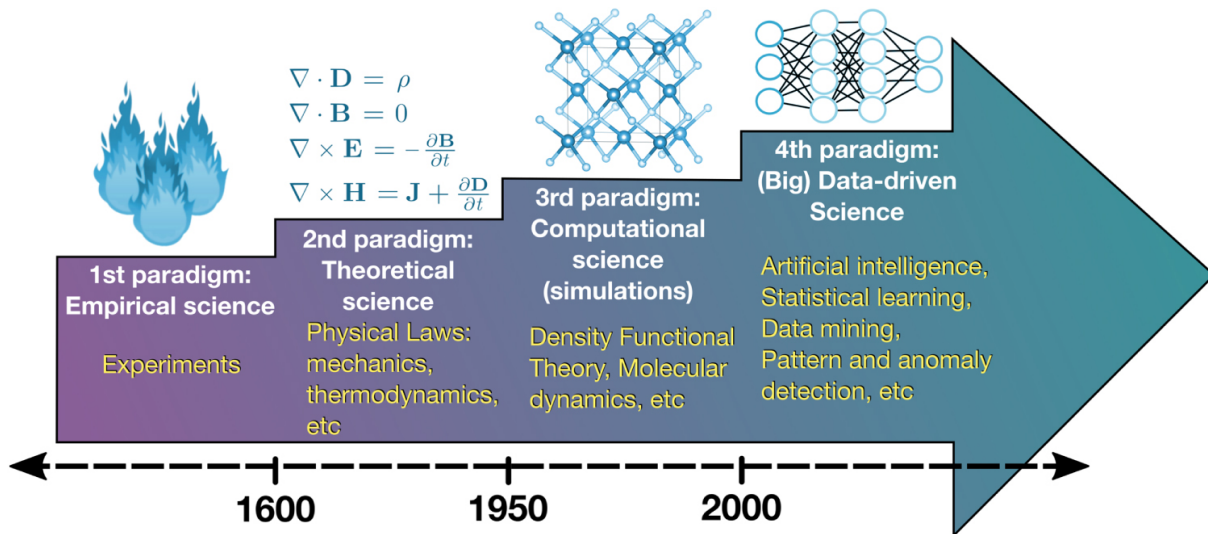 ∇ · D = ρ
∇ · B = 0
∇ × E = −∂B/∂t
∇ × H = J + ∂D/∂t
1st paradigm:
Empirical science
Experiments
2nd paradigm:
Theoretical
science
Physical Laws:
mechanics,
thermodynamics,
etc
3rd paradigm:
Computational
science
(simulations)
Density Functional
Theory, Molecular
dynamics, etc
4th paradigm:
(Big) Data-driven
Science
Artificial intelligence,
Statistical learning,
Data mining,
Pattern and anomaly
detection, etc
1600
1950
2000